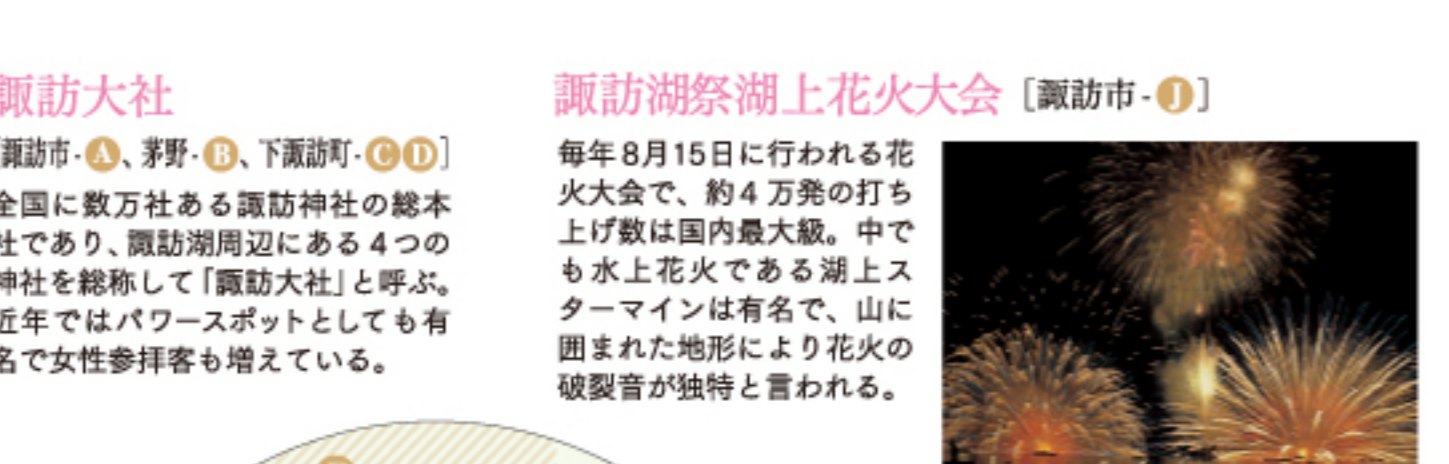 諏訪大社
諏訪市-A、茅野-B、下諏訪町-CD]
全国に数万社ある諏訪神社の総本
社であり、諏訪湖周辺にある4つの
神社を総称して「諏訪大社」と呼ぶ。
近年ではパワースポットとしても有
名で女性参拝客も増えている。
諏訪湖祭湖上花火大会 [諏訪市-J]
毎年8月15日に行われる花
火大会で、約4万発の打ち
上げ数は国内最大級。中で
も水上花火である湖上ス
ターマインは有名で、山に
囲まれた地形により花火の
破裂音が独特と言われる。